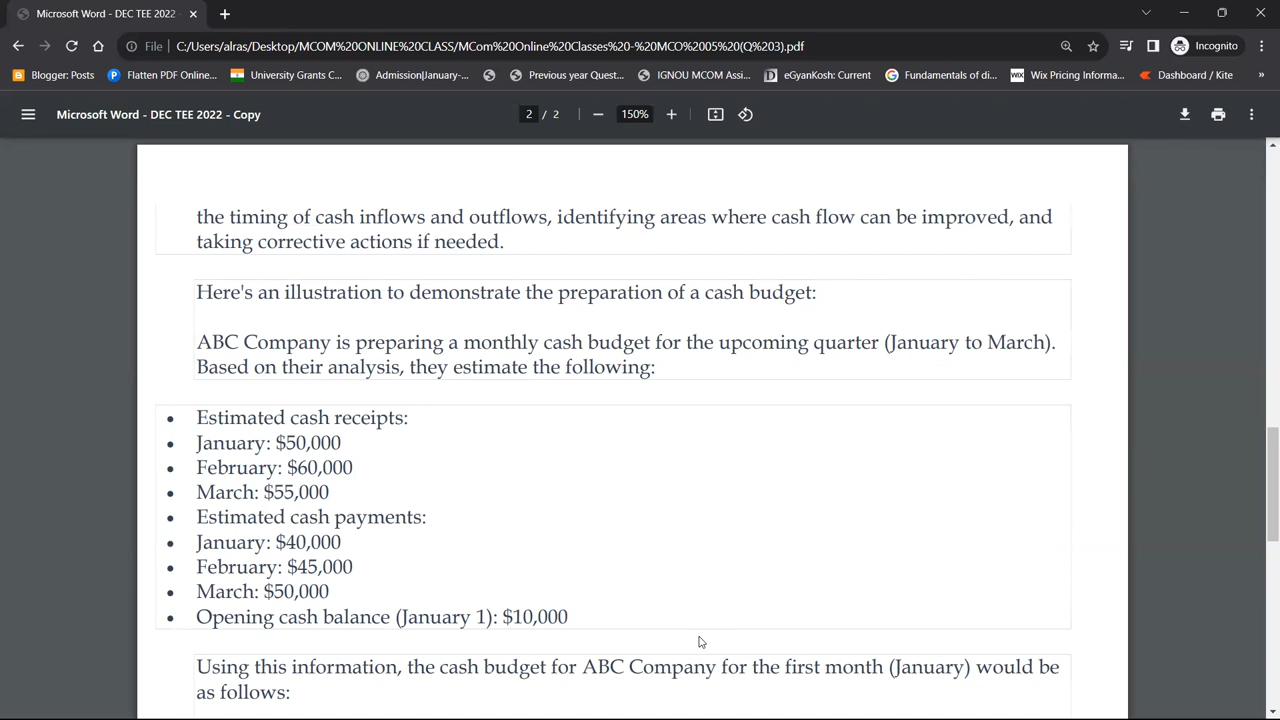 Microsoft Word - DEC TEE 2022 -
File C:/Users/alras/Desktop/MCOM%20ONLINE%20CLASS/MCom%20Online%20Classes%20-%20MCO%2005%20(Q%203).pdf
Incognito
Blogger: Posts Flatten PDF Online... University Grants C... Admission|January-... Previous year Quest... IGNOU MCOM Assi... eGyanKosh: Current Fundamentals of di... Wix Pricing Informa... Dashboard / Kite
Microsoft Word - DEC TEE 2022 - Copy 2 / 2 150%
the timing of cash inflows and outflows, identifying areas where cash flow can be improved, and
taking corrective actions if needed.
Here's an illustration to demonstrate the preparation of a cash budget:
ABC Company is preparing a monthly cash budget for the upcoming quarter (January to March).
Based on their analysis, they estimate the following:
• Estimated cash receipts:
• January: $50,000
• February: $60,000
• March: $55,000
• Estimated cash payments:
• January: $40,000
• February: $45,000
• March: $50,000
• Opening cash balance (January 1): $10,000
Using this information, the cash budget for ABC Company for the first month (January) would be
as follows: